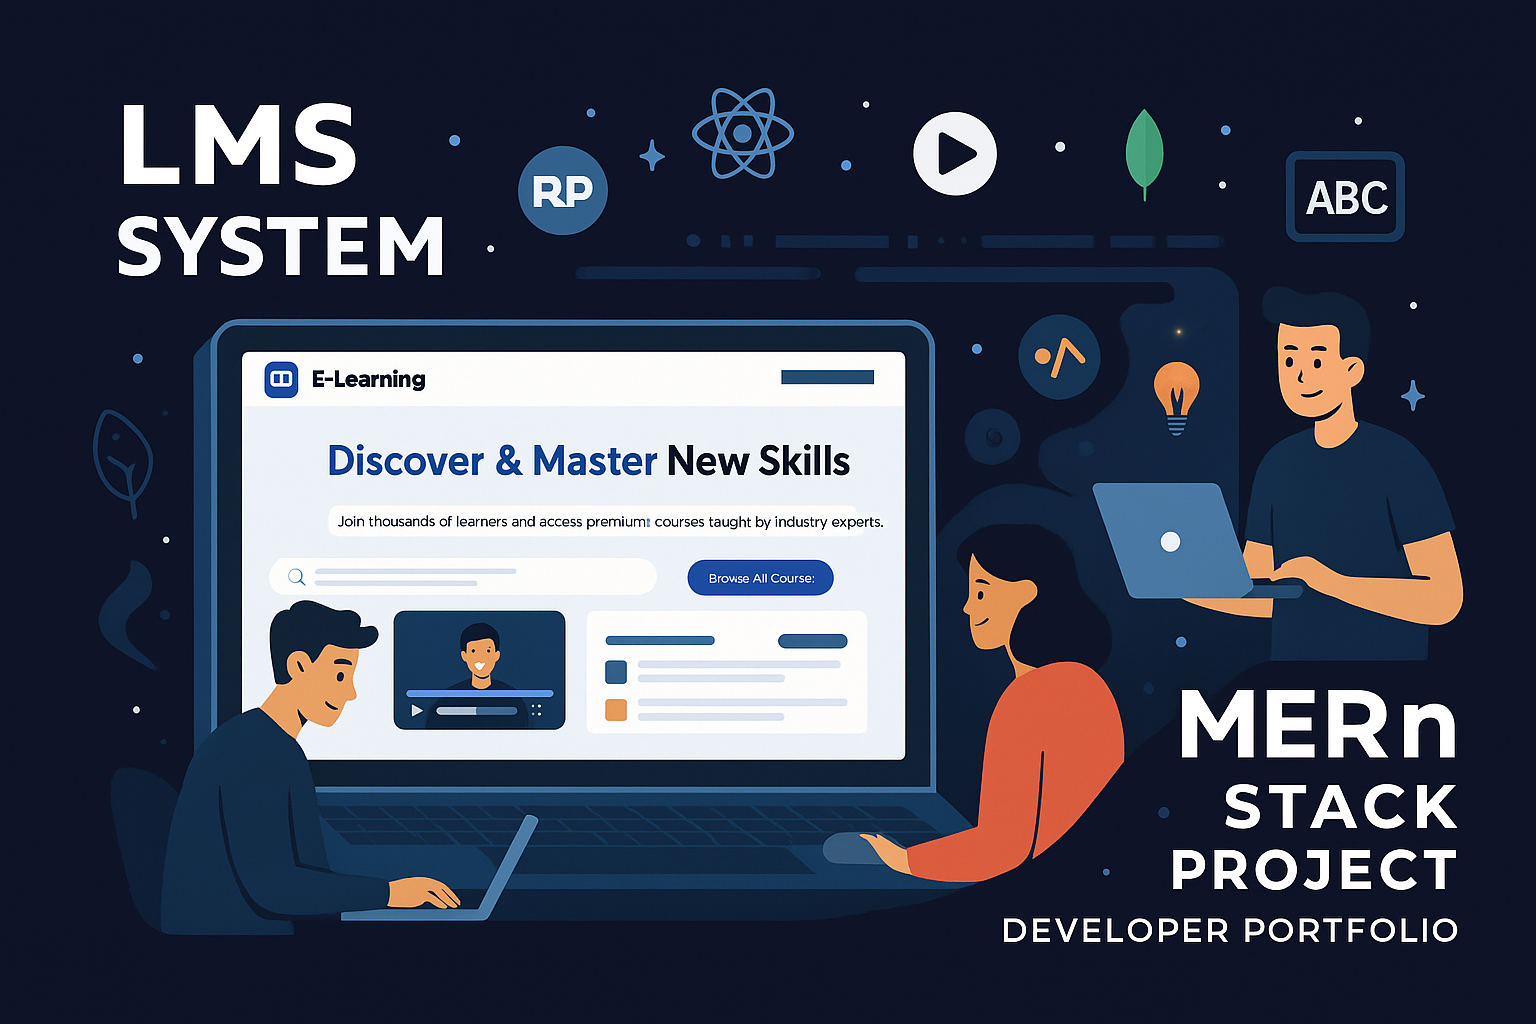 LMS
SYSTEM
RP
ABC
E-Learning
Discover & Master New Skills
Join thousands of learners and access premium courses taught by industry experts.
Browse All Course:
MERn
STACK
PROJECT
DEVELOPER PORTFOLIO